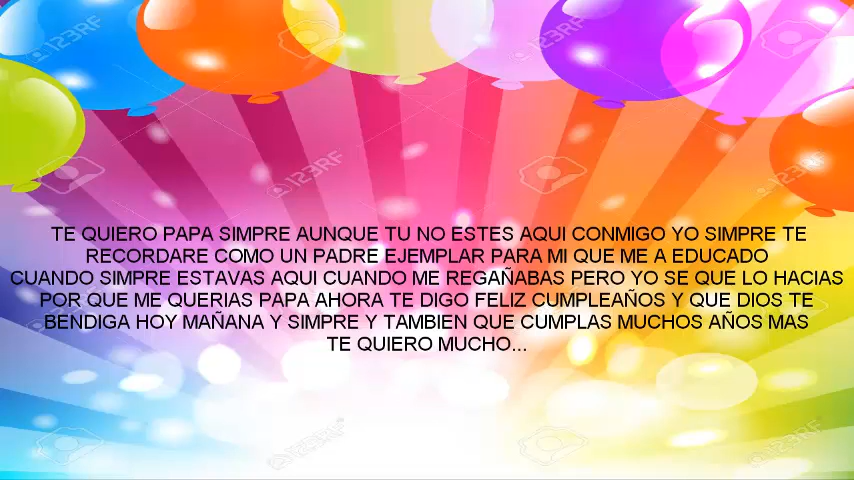 TE QUIERO PAPA SIMPRE AUNQUE TU NO ESTES AQUI CONMIGO YO SIMPRE TE
RECORDARE COMO UN PADRE EJEMPLAR PARA MI QUE ME A EDUCADO
CUANDO SIMPRE ESTAVAS AQUI CUANDO ME REGAÑABAS PERO YO SE QUE LO HACIAS
POR QUE ME QUERIAS PAPA AHORA TE DIGO FELIZ CUMPLEAÑOS Y QUE DIOS TE
BENDIGA HOY MAÑANA Y SIMPRE Y TAMBIEN QUE CUMPLAS MUCHOS AÑOS MAS
TE QUIERO MUCHO...